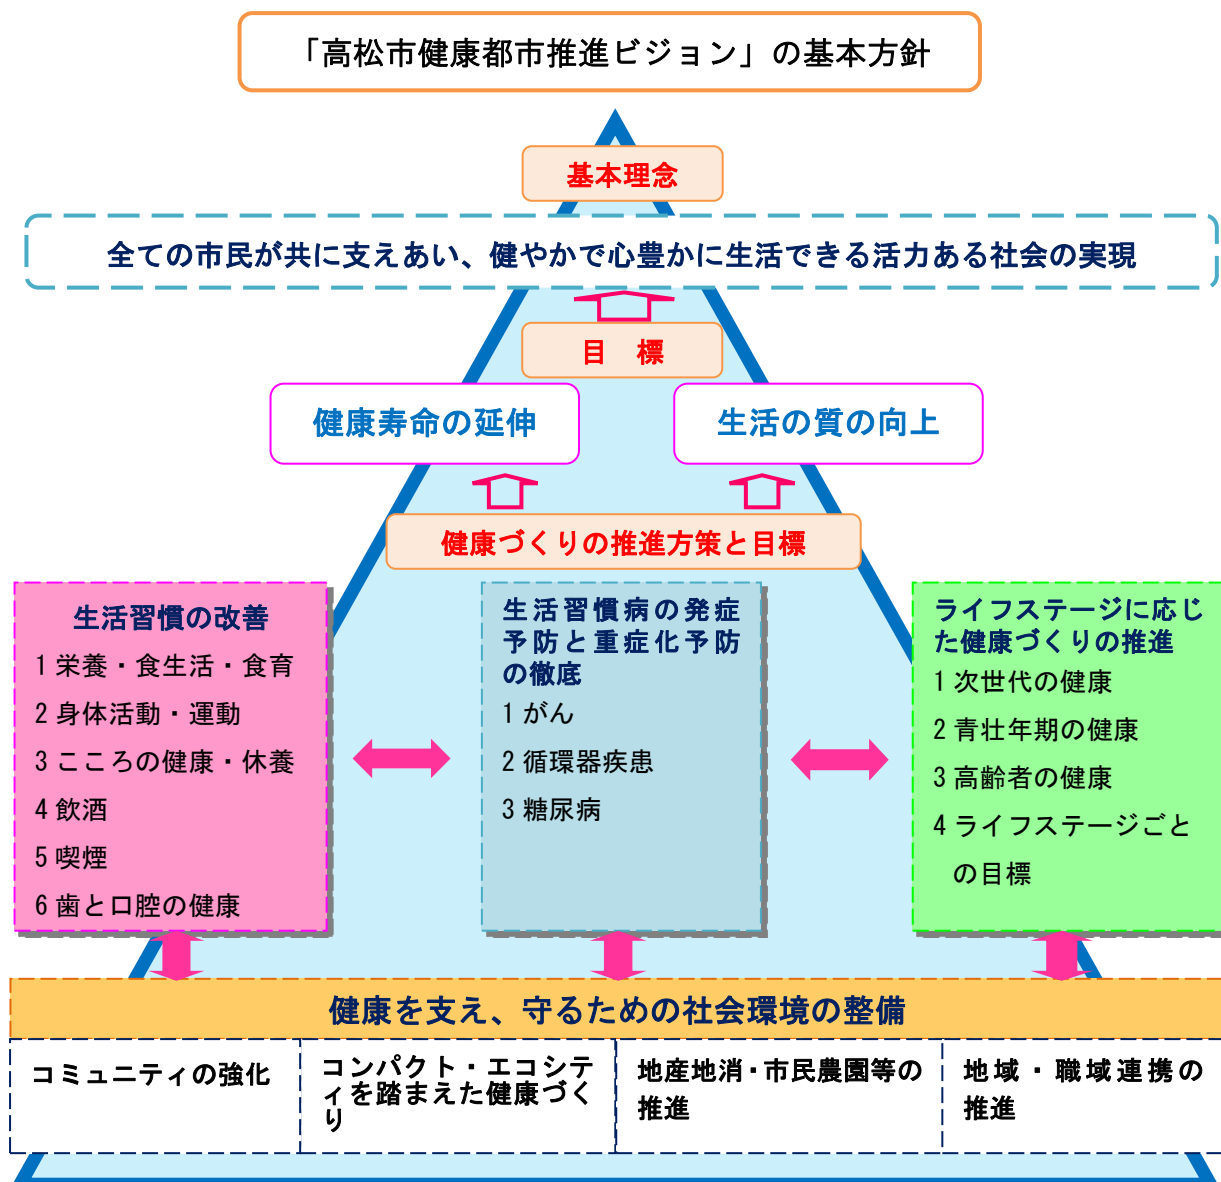 「高松市健康都市推進ビジョン」の基本方針
基本理念
全ての市民が共に支えあい、健やかで心豊かに生活できる活力ある社会の実現
目　標
健康寿命の延伸
生活の質の向上
健康づくりの推進方策と目標
生活習慣の改善
1 栄養・食生活・食育
2 身体活動・運動
3 こころの健康・休養
4 飲酒
5 喫煙
6 歯と口腔の健康
生活習慣病の発症
予防と重症化予防
の徹底
1 がん
2 循環器疾患
3 糖尿病
ライフステージに応じ
た健康づくりの推進
1 次世代の健康
2 青壮年期の健康
3 高齢者の健康
4 ライフステージごと
の目標
健康を支え、守るための社会環境の整備
コミュニティの強化
コンパクト・エコシテ
ィを踏まえた健康づく
り
地産地消・市民農園等の
推進
地域・職域連携の
推進